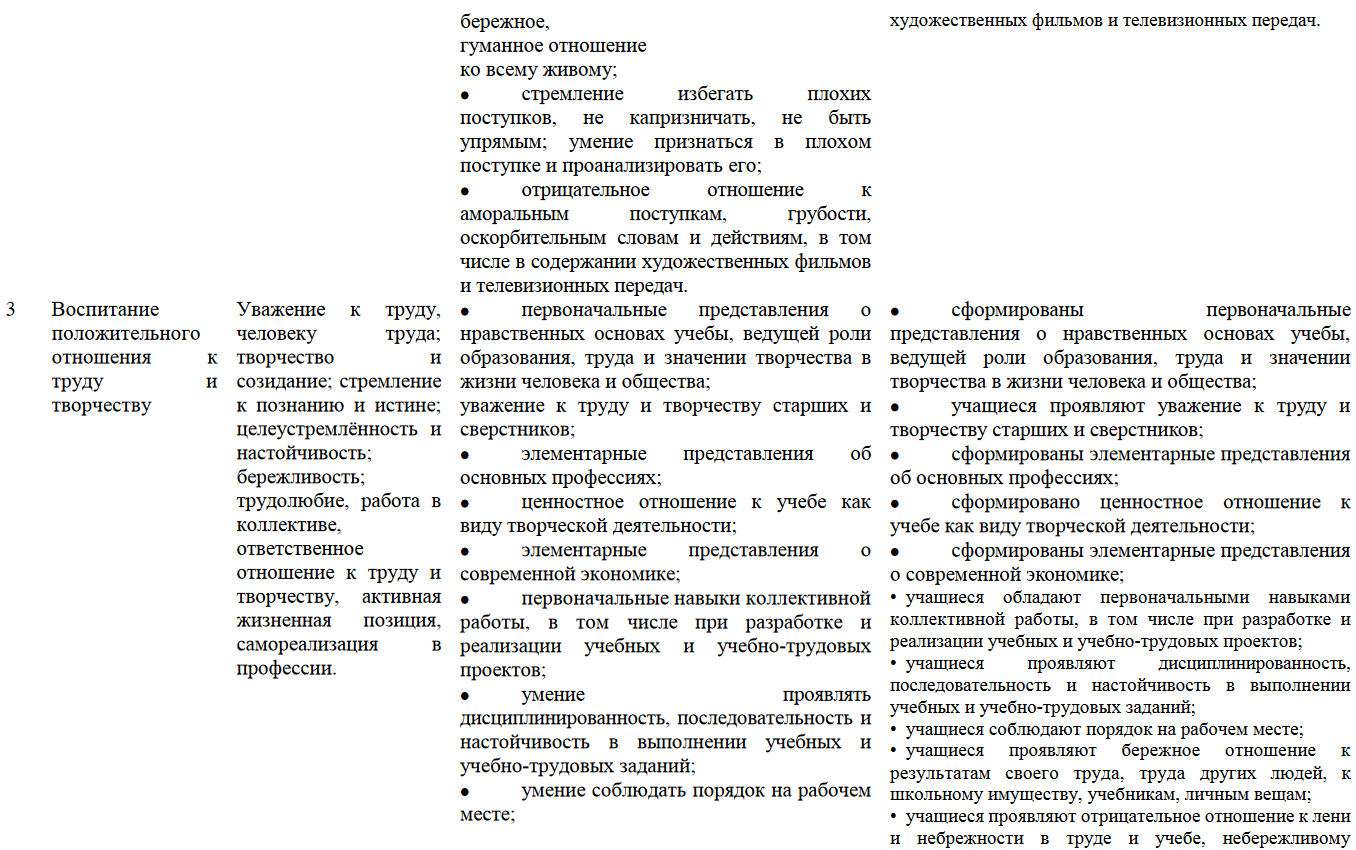 бережное,
гуманное отношение
ко всему живому;
● стремление избегать плохих
поступков, не капризничать, не быть
упрямым; умение признаться в плохом
поступке и проанализировать его;
● отрицательное отношение к
аморальным поступкам, грубости,
оскорбительным словам и действиям, в том
числе в содержании художественных фильмов
и телевизионных передач.
художественных фильмов и телевизионных передач.
3
Воспитание
положительного
отношения к
труду и
творчеству
Уважение к труду,
человеку труда;
творчество и
созидание; стремление
к познанию и истине;
целеустремлённость и
настойчивость;
бережливость;
трудолюбие, работа в
коллективе,
ответственное
отношение к труду и
творчеству, активная
жизненная позиция,
самореализация в
профессии.
● первоначальные представления о
нравственных основах учебы, ведущей роли
образования, труда и значении творчества в
жизни человека и общества;
уважение к труду и творчеству старших и
сверстников;
● элементарные представления об
основных профессиях;
● ценностное отношение к учебе как
виду творческой деятельности;
● элементарные представления о
современной экономике;
● первоначальные навыки коллективной
работы, в том числе при разработке и
реализации учебных и учебно-трудовых
проектов;
● умение проявлять
дисциплинированность, последовательность и
настойчивость в выполнении учебных и
учебно-трудовых заданий;
● умение соблюдать порядок на рабочем
месте;
● сформированы первоначальные
представления о нравственных основах учебы,
ведущей роли образования, труда и значении
творчества в жизни человека и общества;
● учащиеся проявляют уважение к труду и
творчеству старших и сверстников;
● сформированы элементарные представления
об основных профессиях;
● сформировано ценностное отношение к
учебе как виду творческой деятельности;
● сформированы элементарные представления
о современной экономике;
• учащиеся обладают первоначальными навыками
коллективной работы, в том числе при разработке и
реализации учебных и учебно-трудовых проектов;
• учащиеся проявляют дисциплинированность,
последовательность и настойчивость в выполнении
учебных и учебно-трудовых заданий;
• учащиеся соблюдают порядок на рабочем месте;
• учащиеся проявляют бережное отношение к
результатам своего труда, труда других людей, к
школьному имуществу, учебникам, личным вещам;
• учащиеся проявляют отрицательное отношение к лени
и небрежности в труде и учебе, небережливому